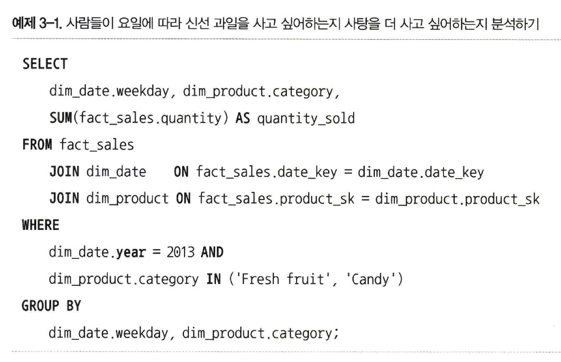 예제 3-1. 사람들이 요일에 따라 신선 과일을 사고 싶어하는지 사탕을 더 사고 싶어하는지 분석하기
SELECT
dim_date.weekday, dim_product.category,
SUM(fact_sales.quantity) AS quantity_sold
FROM fact_sales
JOIN dim_date ON fact_sales.date_key = dim_date.date_key
JOIN dim_product ON fact_sales.product_sk = dim_product.product_sk
WHERE
dim_date.year = 2013 AND
dim_product.category IN ('Fresh fruit', 'Candy')
GROUP BY
dim_date.weekday, dim_product.category;